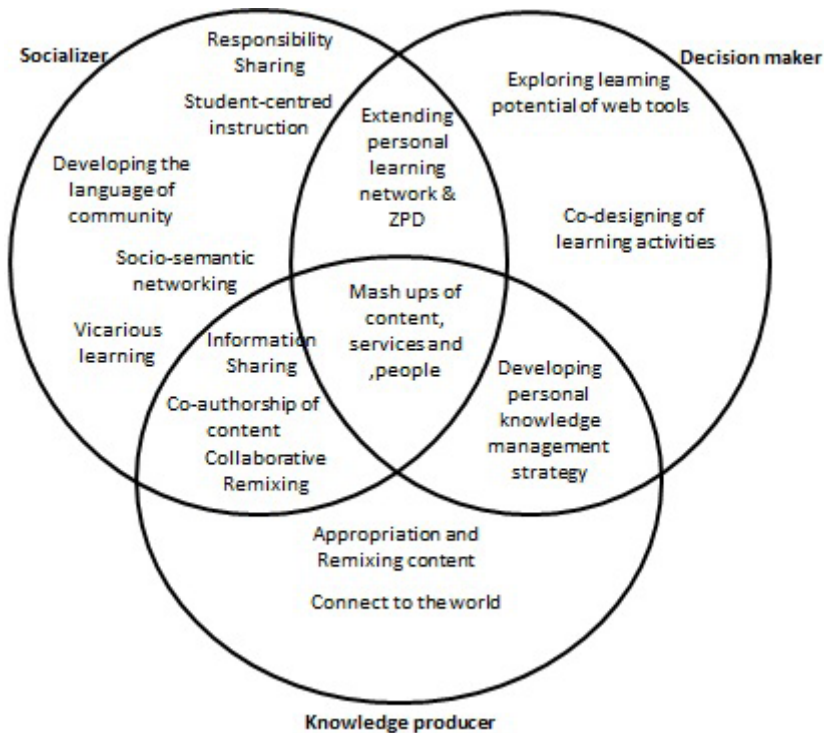 Socializer
Responsibility
Sharing
Student-centred
instruction
Developing the
language of
community
Socio-semantic
networking
Vicarious
learning
Extending
personal
learning
network &
ZPD
Decision maker
Exploring learning
potential of web tools
Co-designing of
learning activities
Mash ups of
content,
services and
,people
Information
Sharing
Co-authorship of
content
Collaborative
Remixing
Developing
personal
knowledge
management
strategy
Appropriation and
Remixing content
Connect to the world
Knowledge producer